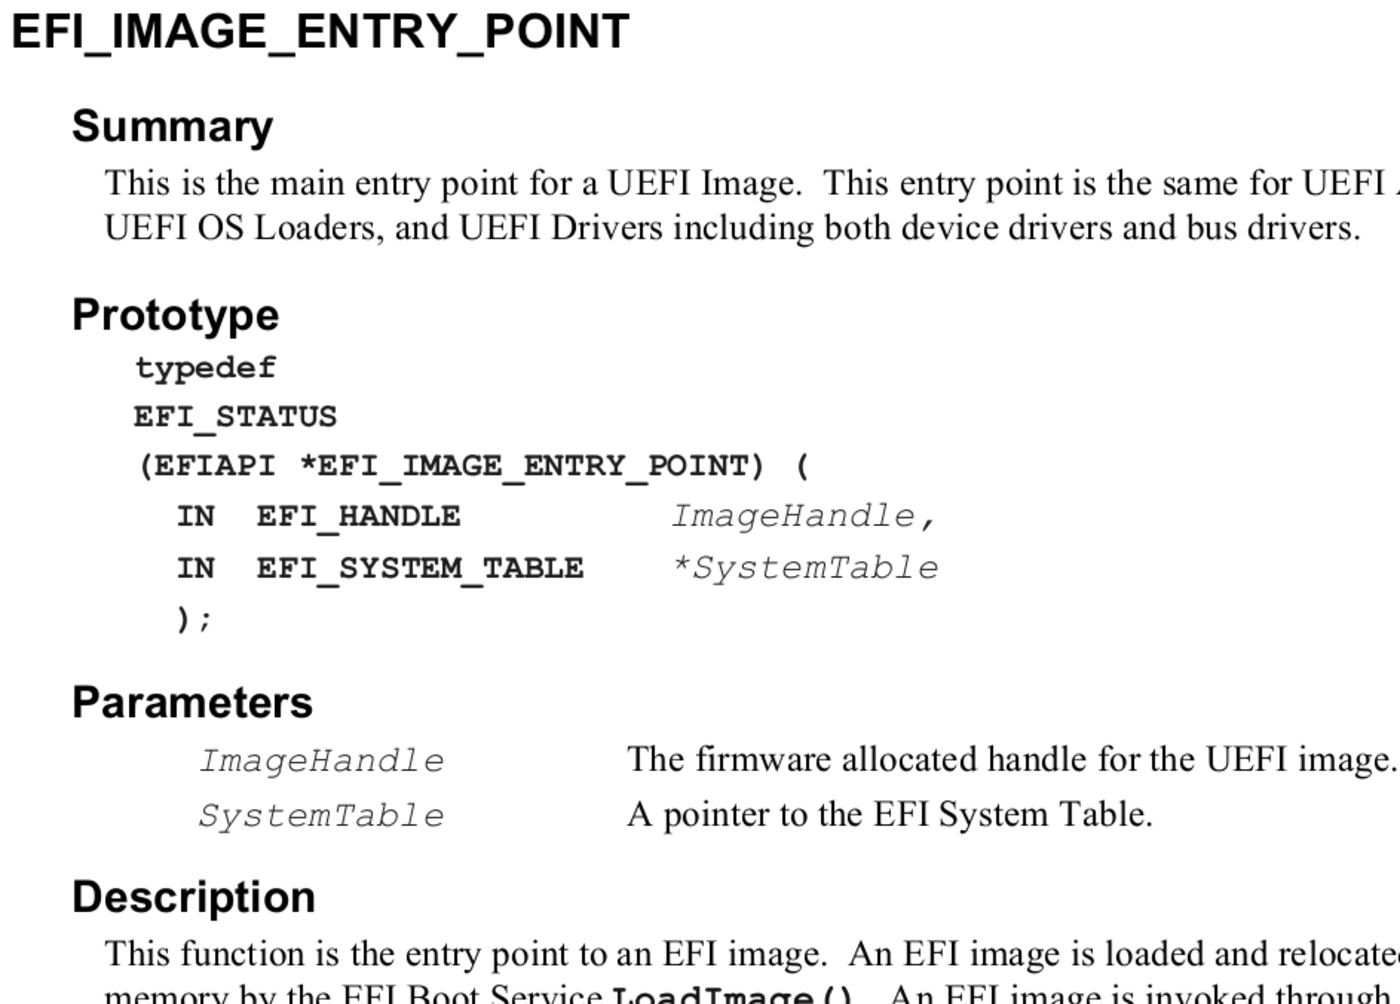 EFI_IMAGE_ENTRY_POINT
Summary
This is the main entry point for a UEFI Image.  This entry point is the same for UEFI
UEFI OS Loaders, and UEFI Drivers including both device drivers and bus drivers.
Prototype
typedef
EFI_STATUS
(EFIAPI *EFI_IMAGE_ENTRY_POINT) (
IN  EFI_HANDLE  ImageHandle,
IN  EFI_SYSTEM_TABLE  *SystemTable
);
Parameters
ImageHandle  The firmware allocated handle for the UEFI image.
SystemTable  A pointer to the EFI System Table.
Description
This function is the entry point to an EFI image.  An EFI image is loaded and relocated
memory by the EFI Boot Service LoadImage().  An EFI image is invoked through